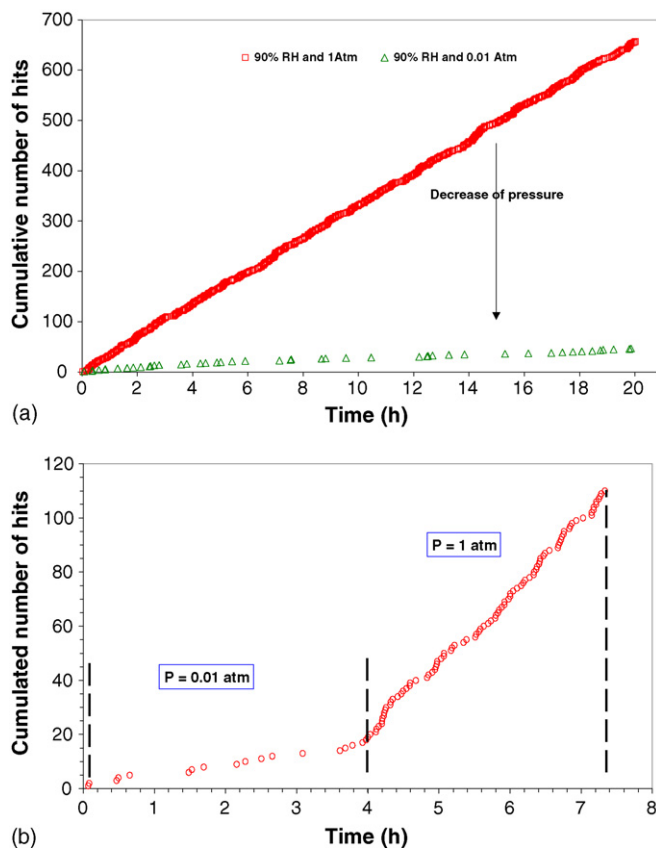 700
600
500
400
300
200
100
0
Cumulative number of hits
90% RH and 1Atm
90% RH and 0.01 Atm
Decrease of pressure
0 2 4 6 8 10 12 14 16 18 20
Time (h)
(a)
120
100
80
60
40
20
0
Cumulated number of hits
P = 1 atm
P = 0.01 atm
0 1 2 3 4 5 6 7 8
Time (h)
(b)